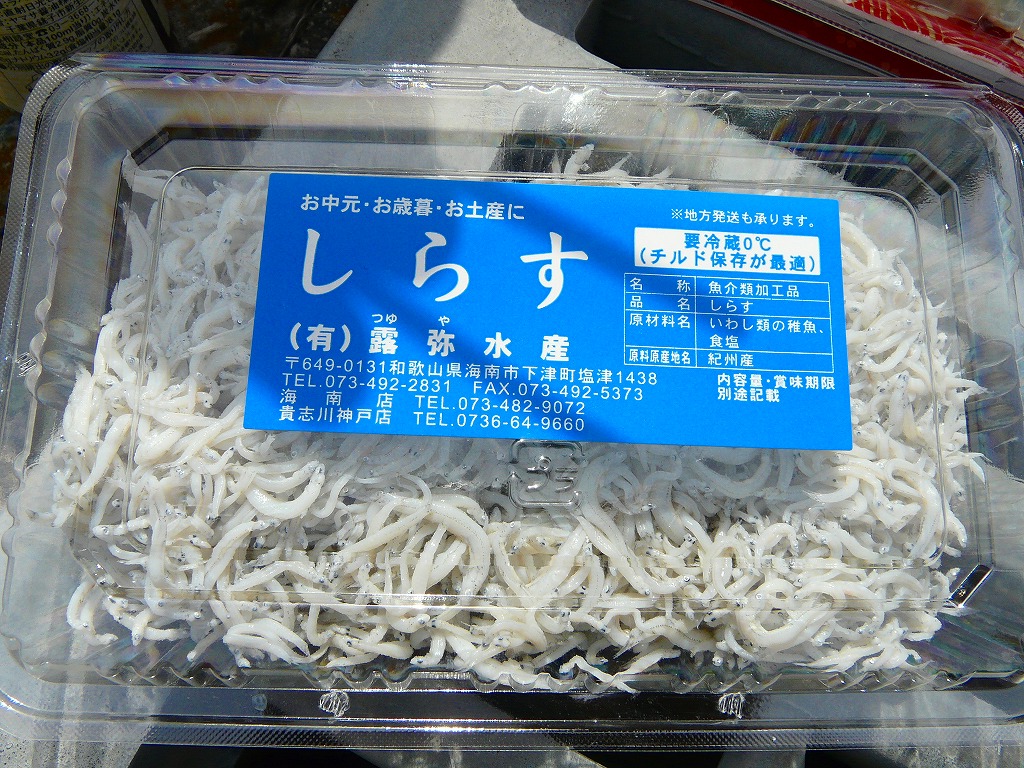 お中元・お歳暮・お土産に
※地方発送も承ります。
しらす
要冷蔵0℃
(チルド保存が最適)
名称 魚介類加工品
品名 しらす
原材料名 いわし類の稚魚、
食塩
原料原産地名 紀州産
内容量・賞味期限
別途記載
つゆ や
(有)露弥水産
〒649-0131和歌山県海南市下津町塩津1438
TEL.073-492-2831 FAX.073-492-5373
海南店 TEL.073-482-9072
貴志川神戸店 TEL.0736-64-9660